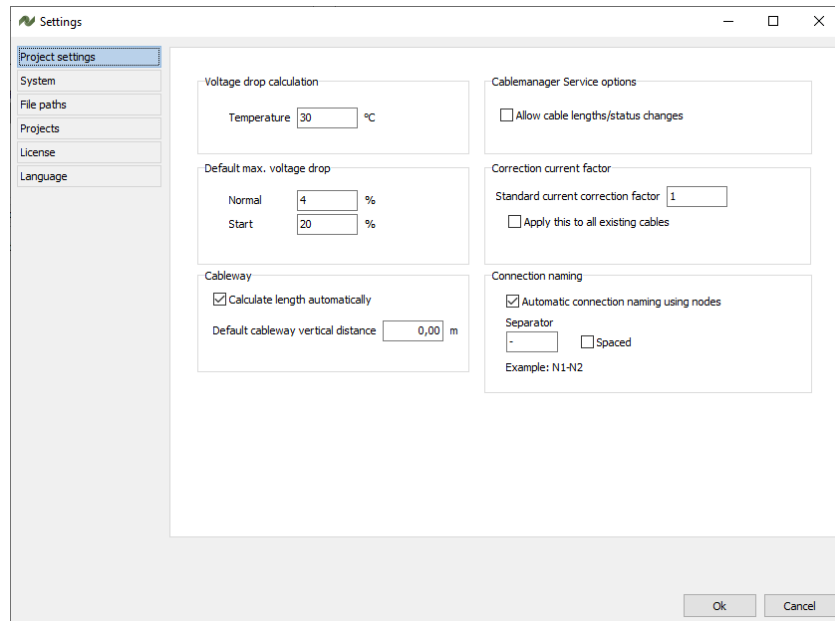 Settings
Project settings
System
File paths
Projects
License
Language
Voltage drop calculation
Temperature 30 ºC
Default max. voltage drop
Normal 4 %
Start 20 %
Cableway
Calculate length automatically
Default cableway vertical distance 0,00 m
Cablemanager Service options
Allow cable lengths/status changes
Correction current factor
Standard current correction factor 1
Apply this to all existing cables
Connection naming
Automatic connection naming using nodes
Separator
- Spaced
Example: N1-N2
Ok Cancel